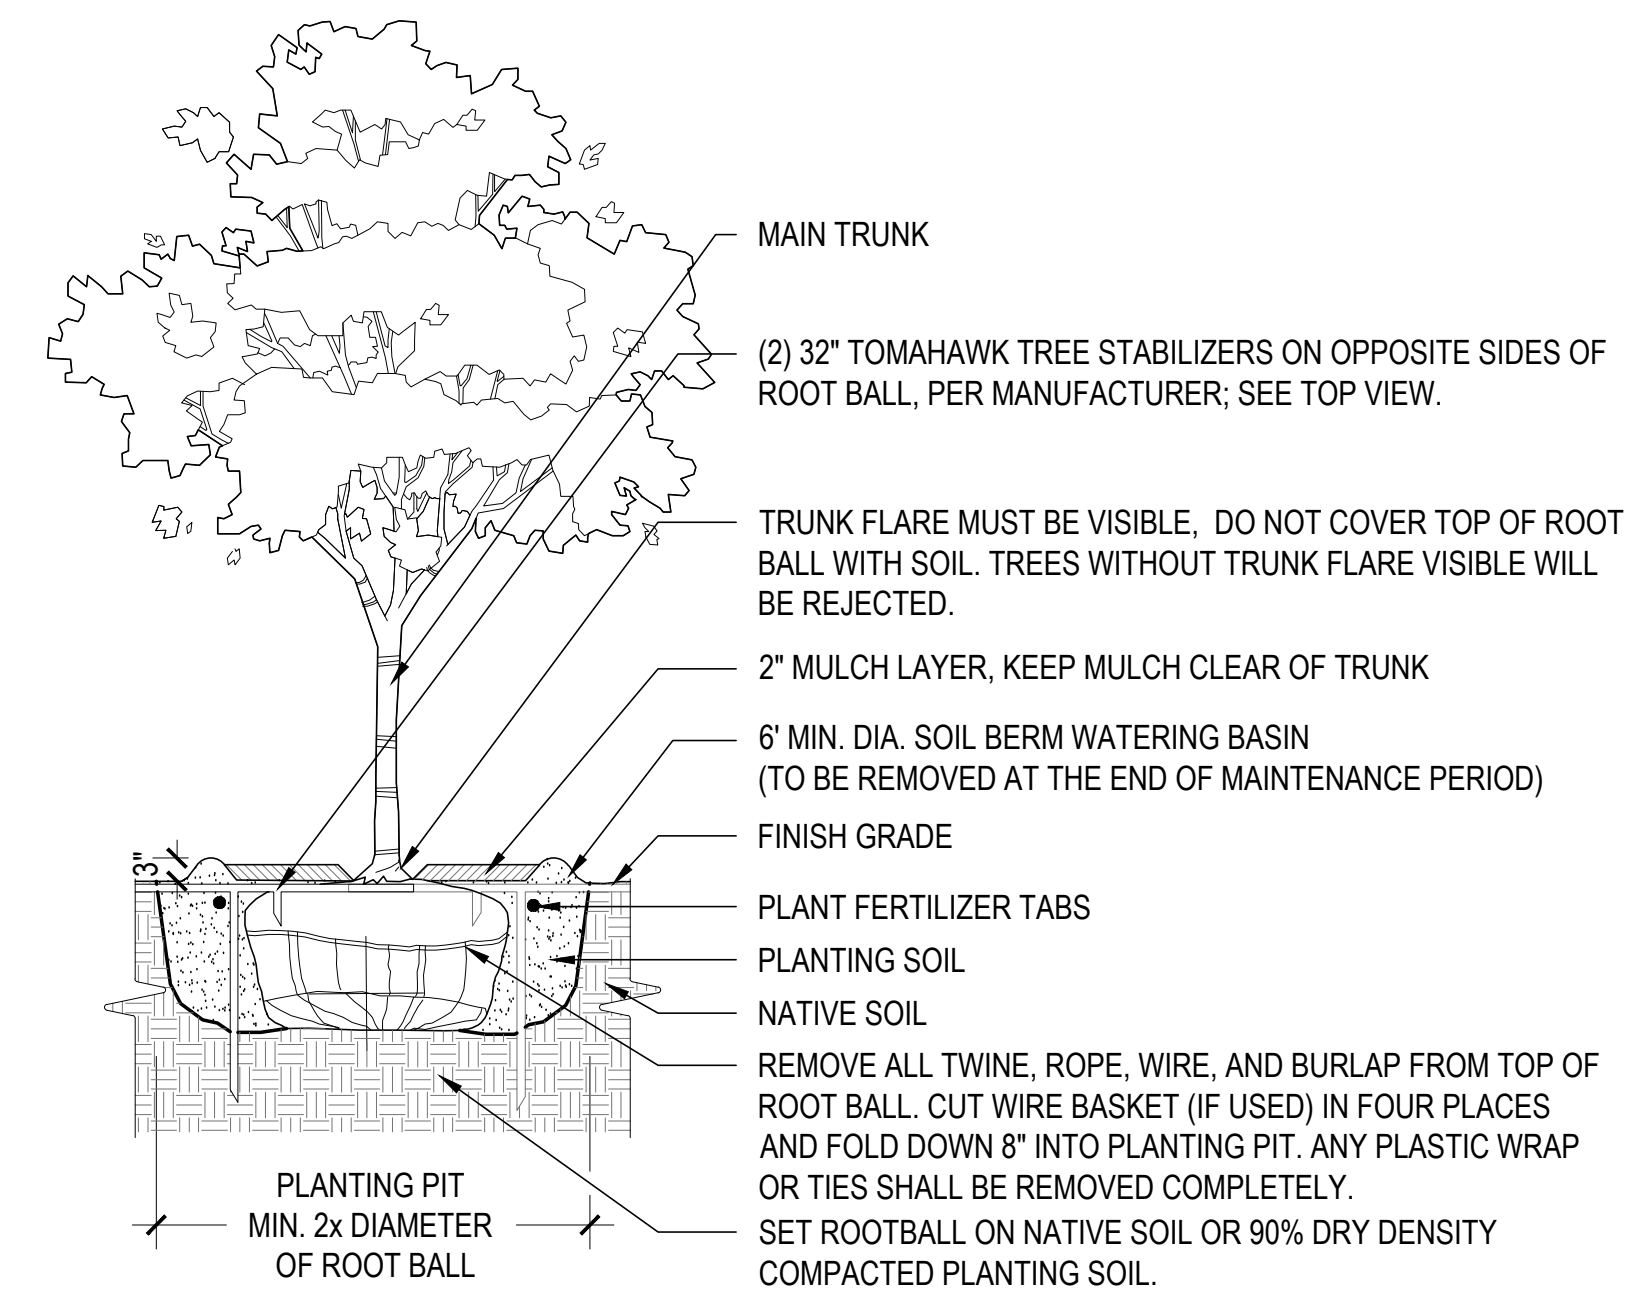 MAIN TRUNK
(2) 32" TOMAHAWK TREE STABILIZERS ON OPPOSITE SIDES OF
ROOT BALL, PER MANUFACTURER; SEE TOP VIEW.
TRUNK FLARE MUST BE VISIBLE, DO NOT COVER TOP OF ROOT
BALL WITH SOIL. TREES WITHOUT TRUNK FLARE VISIBLE WILL
BE REJECTED.
2" MULCH LAYER, KEEP MULCH CLEAR OF TRUNK
6' MIN. DIA. SOIL BERM WATERING BASIN
(TO BE REMOVED AT THE END OF MAINTENANCE PERIOD)
FINISH GRADE
3"
PLANT FERTILIZER TABS
PLANTING SOIL
NATIVE SOIL
REMOVE ALL TWINE, ROPE, WIRE, AND BURLAP FROM TOP OF
ROOT BALL. CUT WIRE BASKET (IF USED) IN FOUR PLACES
AND FOLD DOWN 8" INTO PLANTING PIT. ANY PLASTIC WRAP
OR TIES SHALL BE REMOVED COMPLETELY.
SET ROOTBALL ON NATIVE SOIL OR 90% DRY DENSITY
COMPACTED PLANTING SOIL.
PLANTING PIT
MIN. 2x DIAMETER
OF ROOT BALL